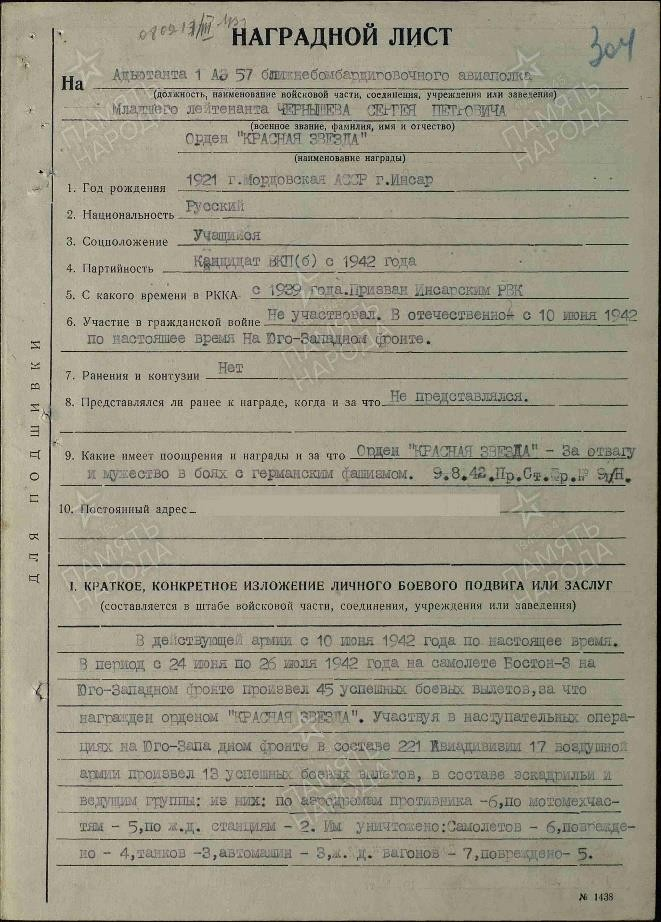 НАГРАДНОЙ ЛИСТ
304
На Адъютанта 1 АЭ 57 ближнебомбардировочного авиаполка
(должность, наименование войсковой части, соединения, учреждения или заведения)
Младшего лейтенанта ЧЕРНЫШЕВА СЕРГЕЯ ПЕТРОВИЧА
(военное звание, фамилия, имя и отчество)
Орден "КРАСНАЯ ЗВЕЗДА"
(наименование награды)
1. Год рождения 1921 г.Мордовская АССР г.Инсар
2. Национальность Русский
3. Соцположение Учащийся
4. Партийность Кандидат ВКП(б) с 1942 года
5. С какого времени в РККА с 1939 года.Призван Инсарским РВК
6. Участие в гражданской войне Не участвовал. В отечественной с 10 июня 1942
по настоящее время На Юго-Западном фронте.
7. Ранения и контузии Нет
8. Представлялся ли ранее к награде, когда и за что Не представлялся.
9. Какие имеет поощрения и награды и за что Орден "КРАСНАЯ ЗВЕЗДА" - За отвагу
и мужество в боях с германским фашизмом. 9.8.42.Пр.Ст.Фр.№ 9/Н.
10. Постоянный адрес
ДЛЯ ПОДШИВКИ
I. КРАТКОЕ, КОНКРЕТНОЕ ИЗЛОЖЕНИЕ ЛИЧНОГО БОЕВОГО ПОДВИГА ИЛИ ЗАСЛУГ
(составляется в штабе войсковой части, соединения, учреждения или заведения)
В действующей армии с 10 июня 1942 года по настоящее время.
В период с 24 июня по 26 июля 1942 года на самолете Бостон-3 на
Юго-Западном фронте произвел 45 успешных боевых вылетов,за что
награжден орденом "КРАСНАЯ ЗВЕЗДА". Участвуя в наступательных опера-
циях на Юго-Запа дном фронте в составе 221 Авиадивизии 17 воздушной
армии произвел 13 успешных боевых вылетов, в составе эскадрильи и
ведущим группы: из них: по аэродромам противника -6,по мотомехчас-
тям - 5,по ж.д. станциям - 2. Им уничтожено:Самолетов - 6,поврежде-
но - 4,танков -3,автомашин - 3,ж. д. вагонов - 7,повреждено- 5.
№ 1438
ПАМЯТЬ НАРОДА